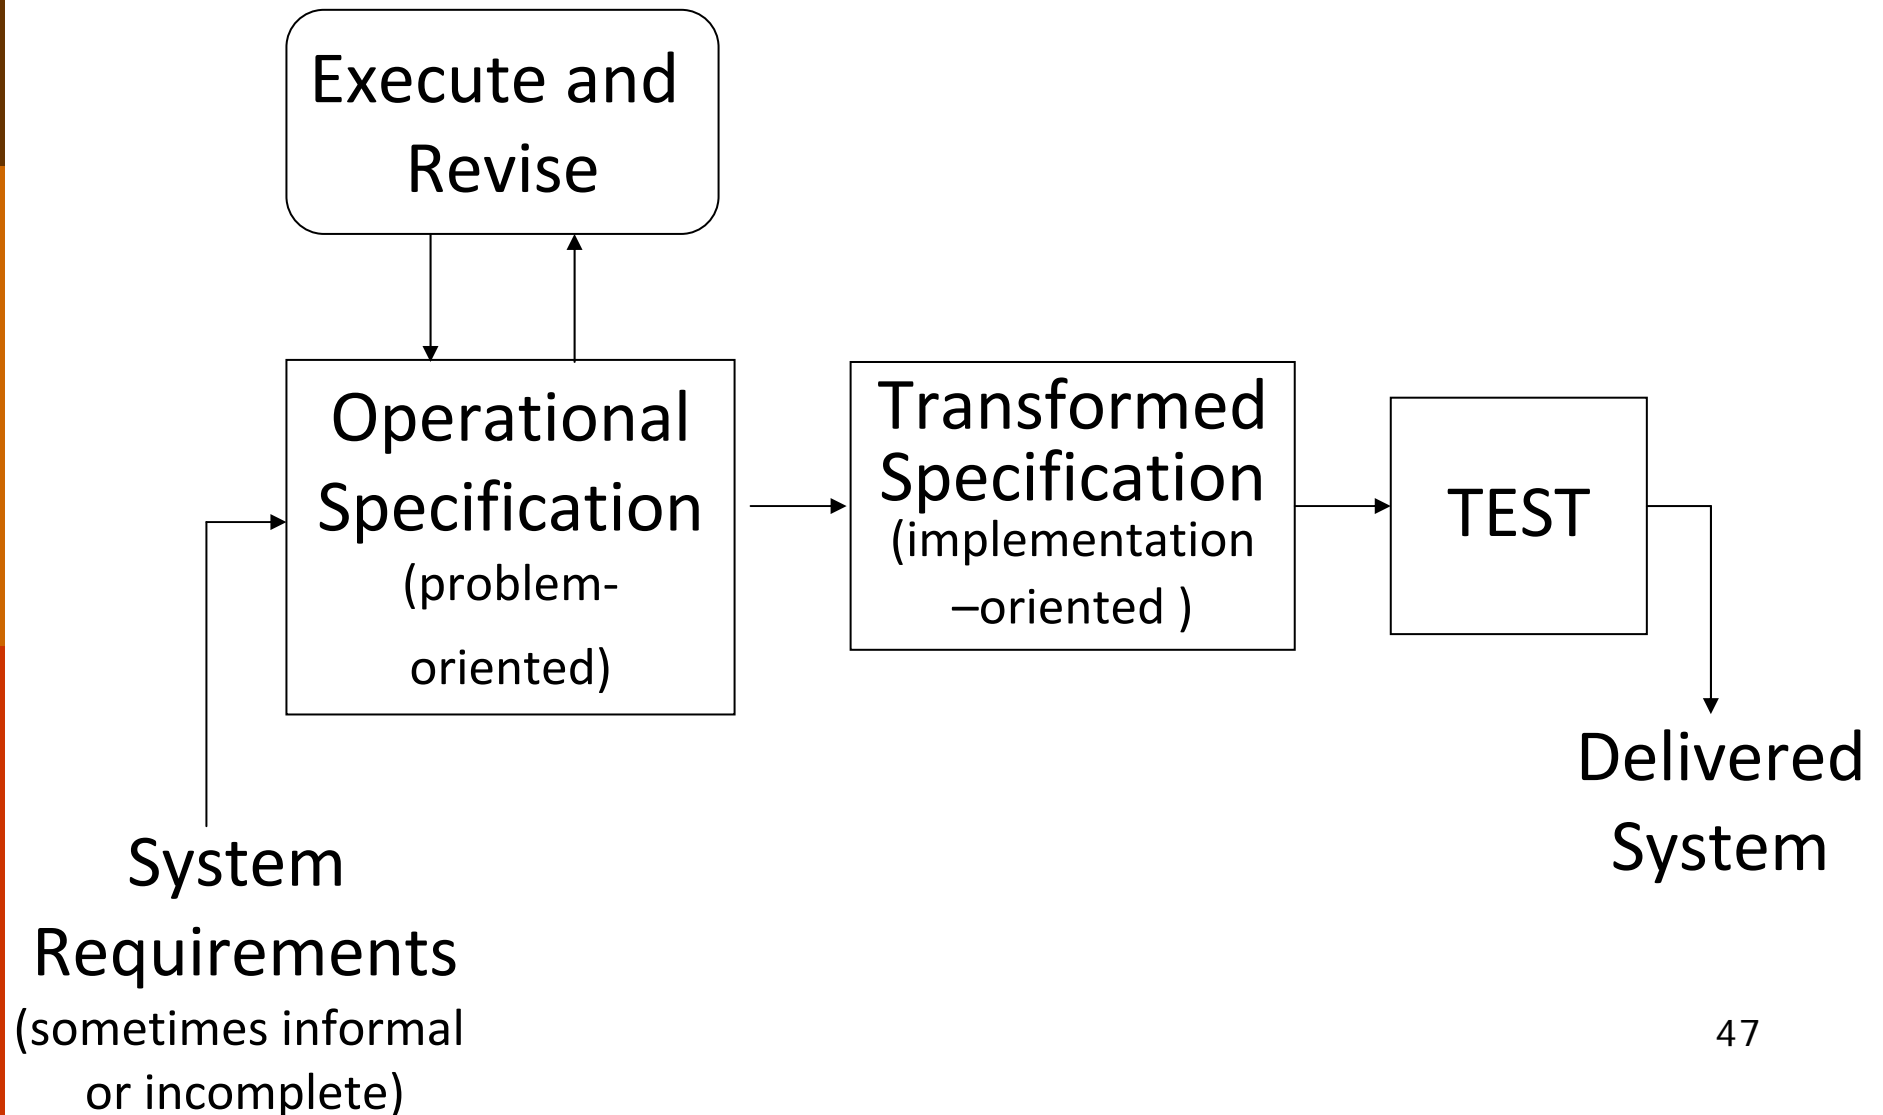 Execute and
Revise
Operational
Specification
(problem-
oriented)
Transformed
Specification
(implementation
–oriented )
TEST
Delivered
System
System
Requirements
(sometimes informal
or incomplete)
47